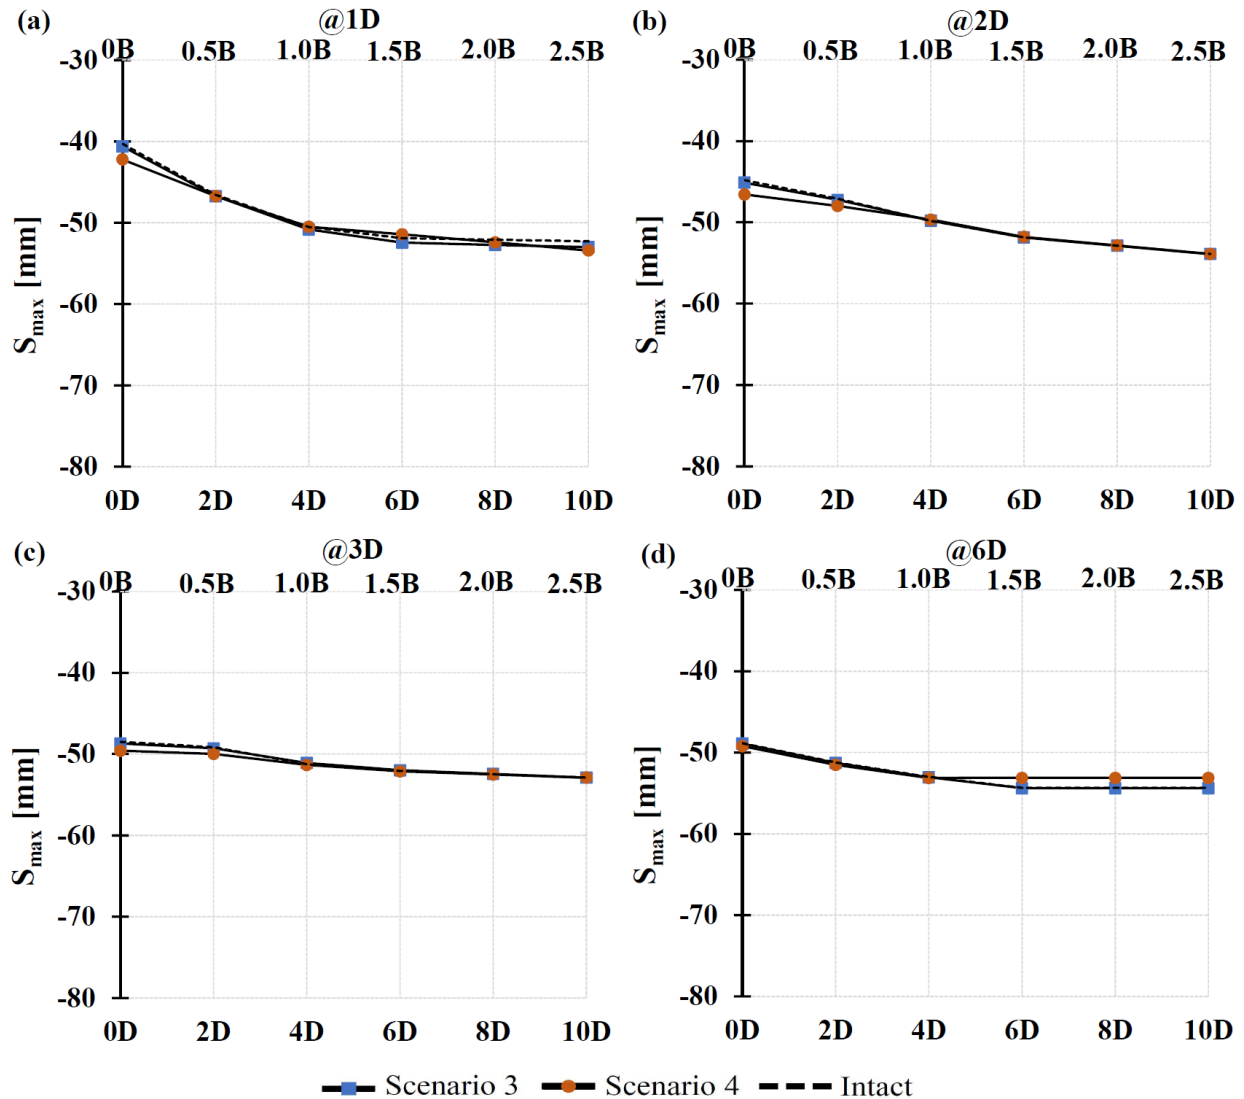 (a)
@1D
0B 0.5B 1.0B 1.5B 2.0B 2.5B
-30
-40
-50
-60
-70
-80
Smax [mm]
0D 2D 4D 6D 8D 10D
(b)
@2D
0B 0.5B 1.0B 1.5B 2.0B 2.5B
-30
-40
-50
-60
-70
-80
Smax [mm]
0D 2D 4D 6D 8D 10D
(c)
@3D
0B 0.5B 1.0B 1.5B 2.0B 2.5B
-30
-40
-50
-60
-70
-80
Smax [mm]
0D 2D 4D 6D 8D 10D
(d)
@6D
0B 0.5B 1.0B 1.5B 2.0B 2.5B
-30
-40
-50
-60
-70
-80
Smax [mm]
0D 2D 4D 6D 8D 10D
Scenario 3 Scenario 4 Intact